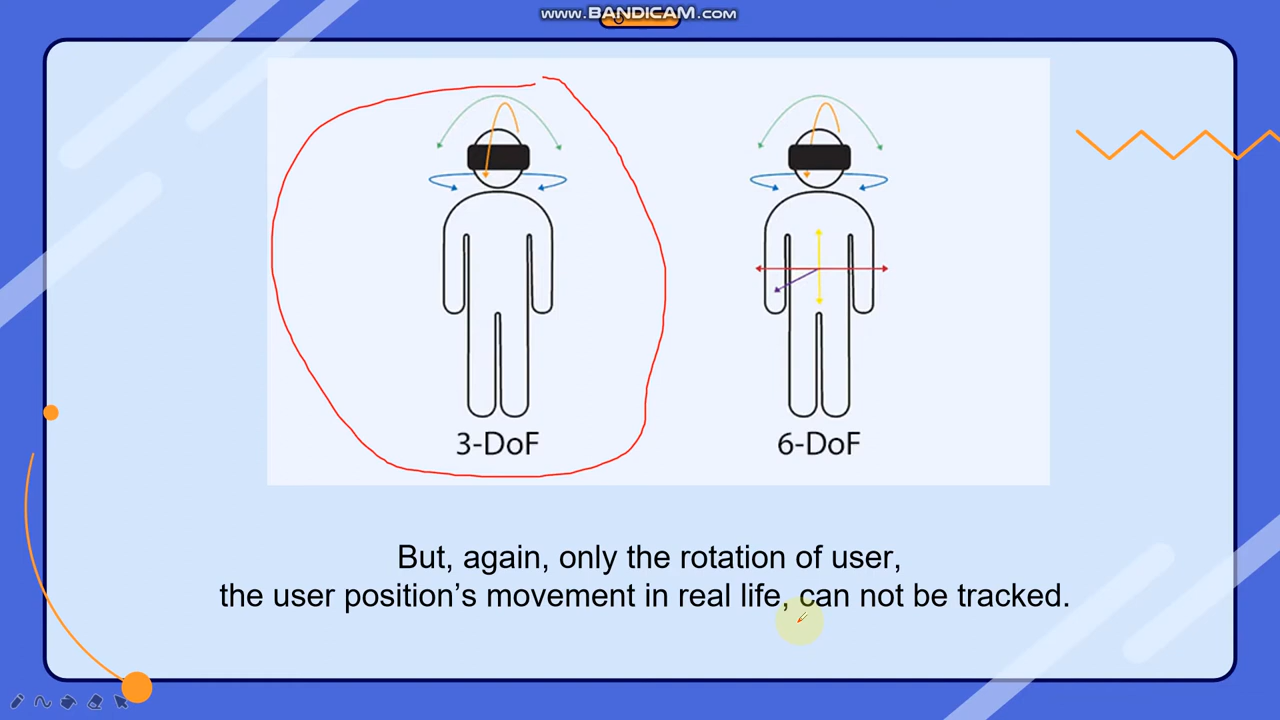 www.BANDICAM.com
3-DoF
6-DoF
But, again, only the rotation of user,
the user position’s movement in real life, can not be tracked.